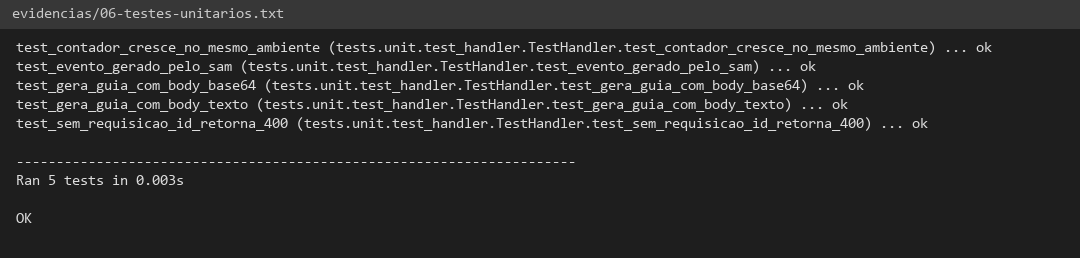 evidencias/06-testes-unitarios.txt
test_contador_cresce_no_mesmo_ambiente (tests.unit.test_handler.TestHandler.test_contador_cresce_no_mesmo_ambiente) ... ok
test_evento_gerado_pelo_sam (tests.unit.test_handler.TestHandler.test_evento_gerado_pelo_sam) ... ok
test_gera_guia_com_body_base64 (tests.unit.test_handler.TestHandler.test_gera_guia_com_body_base64) ... ok
test_gera_guia_com_body_texto (tests.unit.test_handler.TestHandler.test_gera_guia_com_body_texto) ... ok
test_sem_requisicao_id_retorna_400 (tests.unit.test_handler.TestHandler.test_sem_requisicao_id_retorna_400) ... ok
----------------------------------------------------------------------
Ran 5 tests in 0.003s
OK